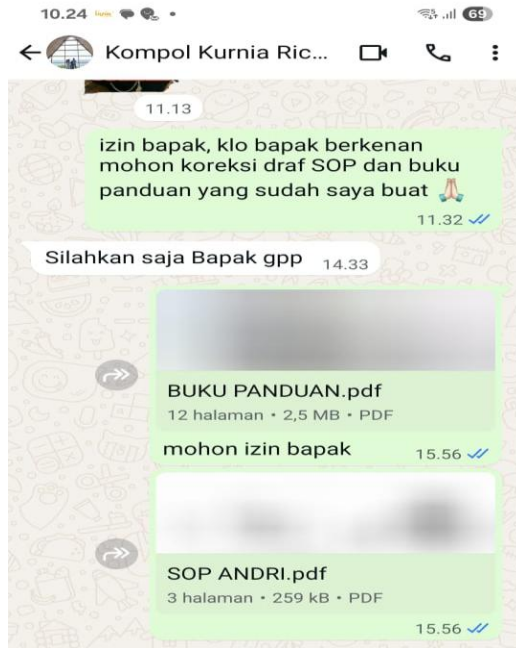 10.24
69
Kompol Kurnia Ric...
11.13
izin bapak, klo bapak berkenan
mohon koreksi draf SOP dan buku
panduan yang sudah saya buat 🙏🏻
11.32
Silahkan saja Bapak gpp 14.33
BUKU PANDUAN.pdf
12 halaman • 2,5 MB • PDF
mohon izin bapak
15.56
SOP ANDRI.pdf
3 halaman • 259 kB • PDF
15.56